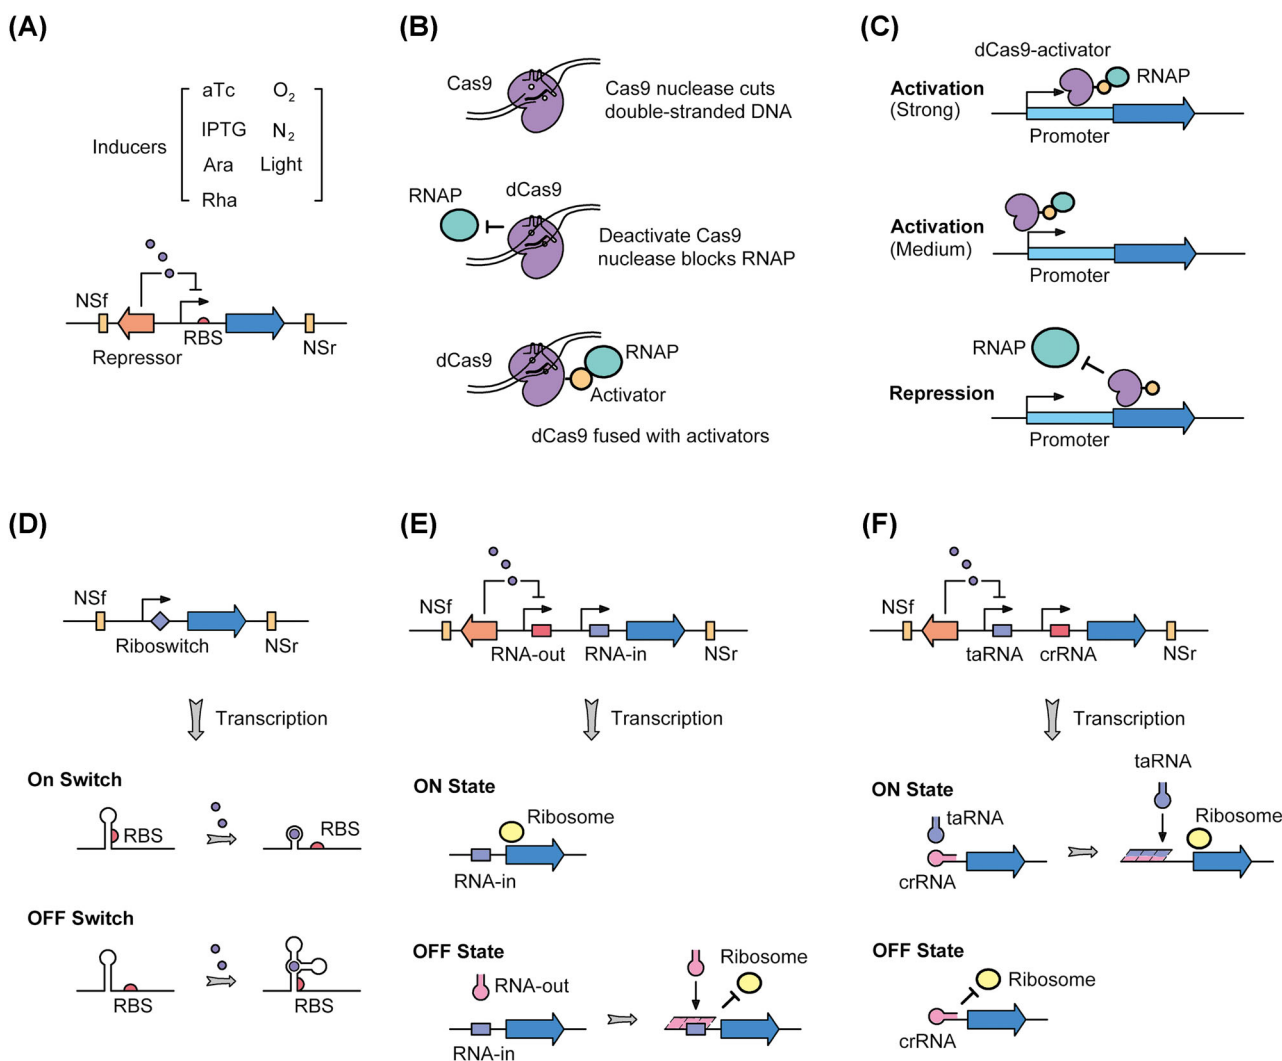 (A)
Inducers
aTc O2
IPTG N2
Ara Light
Rha
NSf
Repressor
RBS
NSr
(B)
Cas9
Cas9 nuclease cuts
double-stranded DNA
RNAP
dCas9
Deactivate Cas9
nuclease blocks RNAP
dCas9
RNAP
Activator
dCas9 fused with activators
(C)
dCas9-activator
Activation
(Strong)
RNAP
Promoter
Activation
(Medium)
Promoter
RNAP
Repression
Promoter
(D)
NSf
Riboswitch
NSr
Transcription
On Switch
RBS
RBS
OFF Switch
RBS
RBS
(E)
NSf
RNA-out
RNA-in
NSr
Transcription
ON State
Ribosome
RNA-in
OFF State
RNA-out
RNA-in
Ribosome
(F)
NSf
taRNA
crRNA
NSr
Transcription
ON State
taRNA
crRNA
taRNA
Ribosome
OFF State
Ribosome
crRNA